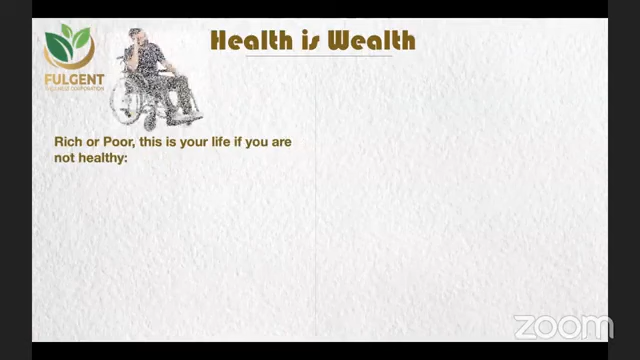 Health is Wealth
FULGENT
Rich or Poor, this is your life if you are
not healthy:
zoom